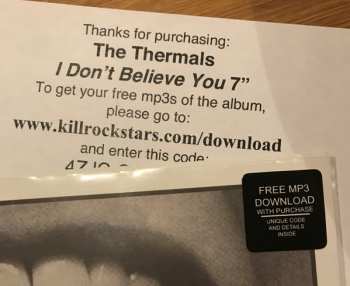 Thanks for purchasing:
The Thermals
I Don't Believe You 7"
To get your free mp3s of the album,
please go to:
www.killrockstars.com/download
and enter this code:
FREE MP3
DOWNLOAD
WITH PURCHASE
UNIQUE CODE
AND DETAILS
INSIDE